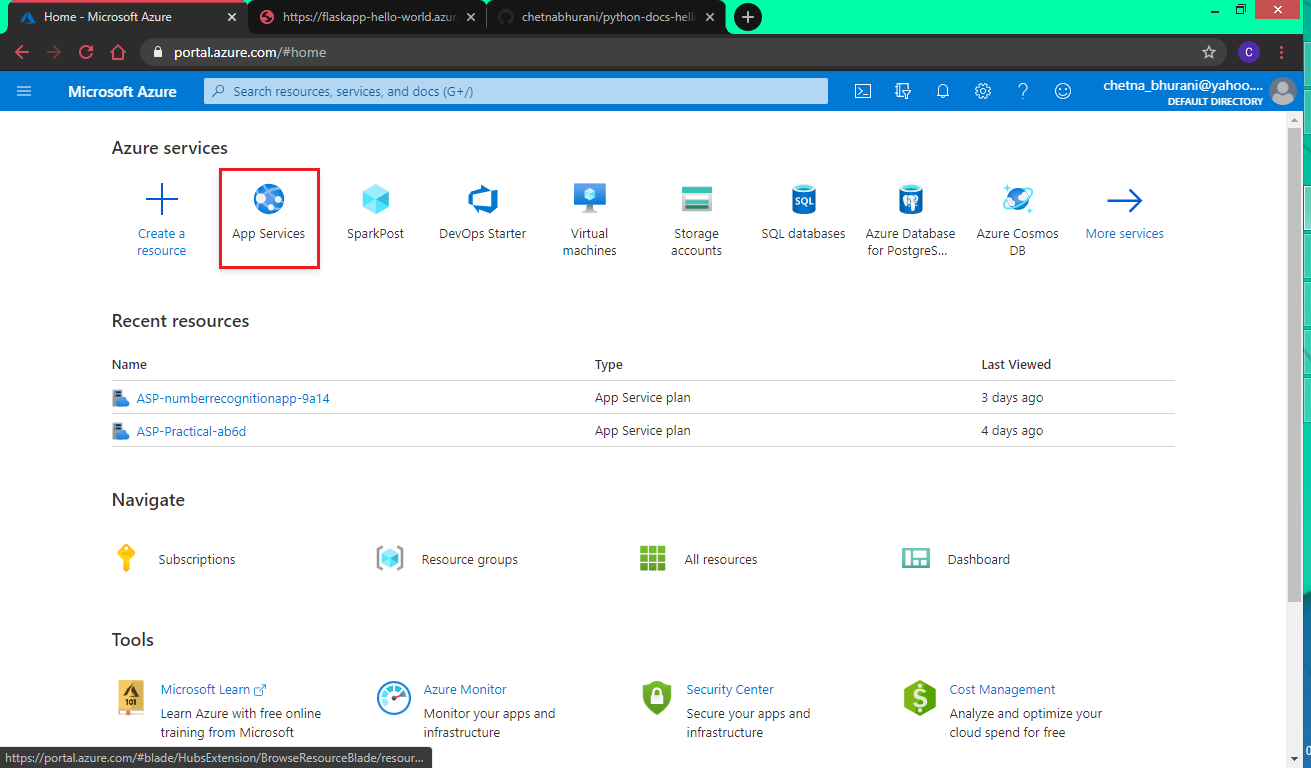 Home - Microsoft Azure
https://flaskapp-hello-world.azur
chetnabhurani/python-docs-hello
portal.azure.com/#home
C
Microsoft Azure
Search resources, services, and docs (G+/)
chetna_bhurani@yahoo....
DEFAULT DIRECTORY
Azure services
Create a
resource
App Services
SparkPost
DevOps Starter
Virtual
machines
Storage
accounts
SQL
SQL databases
Azure Database
for PostgreS...
Azure Cosmos
DB
More services
Recent resources
Name Type Last Viewed
ASP-numberrecognitionapp-9a14 App Service plan 3 days ago
ASP-Practical-ab6d App Service plan 4 days ago
Navigate
Subscriptions
Resource groups
All resources
Dashboard
Tools
101
Microsoft Learn
Learn Azure with free online
training from Microsoft
Azure Monitor
Monitor your apps and
infrastructure
Security Center
Secure your apps and
infrastructure
$
Cost Management
Analyze and optimize your
cloud spend for free
https://portal.azure.com/#blade/HubsExtension/BrowseResourceBlade/resour...